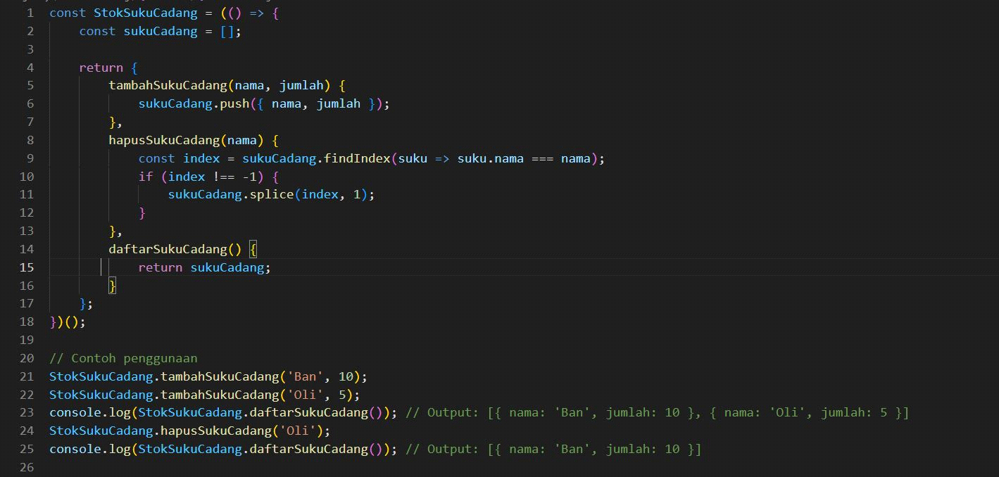 1 const StokSukuCadang = (() => {
2     const sukuCadang = [];
3
4     return {
5         tambahSukuCadang(nama, jumlah) {
6             sukuCadang.push({ nama, jumlah });
7         },
8         hapusSukuCadang(nama) {
9             const index = sukuCadang.findIndex(suku => suku.nama === nama);
10             if (index !== -1) {
11                 sukuCadang.splice(index, 1);
12             }
13         },
14         daftarSukuCadang() {
15             return sukuCadang;
16         }
17     };
18 })();
19
20 // Contoh penggunaan
21 StokSukuCadang.tambahSukuCadang('Ban', 10);
22 StokSukuCadang.tambahSukuCadang('Oli', 5);
23 console.log(StokSukuCadang.daftarSukuCadang()); // Output: [{ nama: 'Ban', jumlah: 10 }, { nama: 'Oli', jumlah: 5 }]
24 StokSukuCadang.hapusSukuCadang('Oli');
25 console.log(StokSukuCadang.daftarSukuCadang()); // Output: [{ nama: 'Ban', jumlah: 10 }]
26